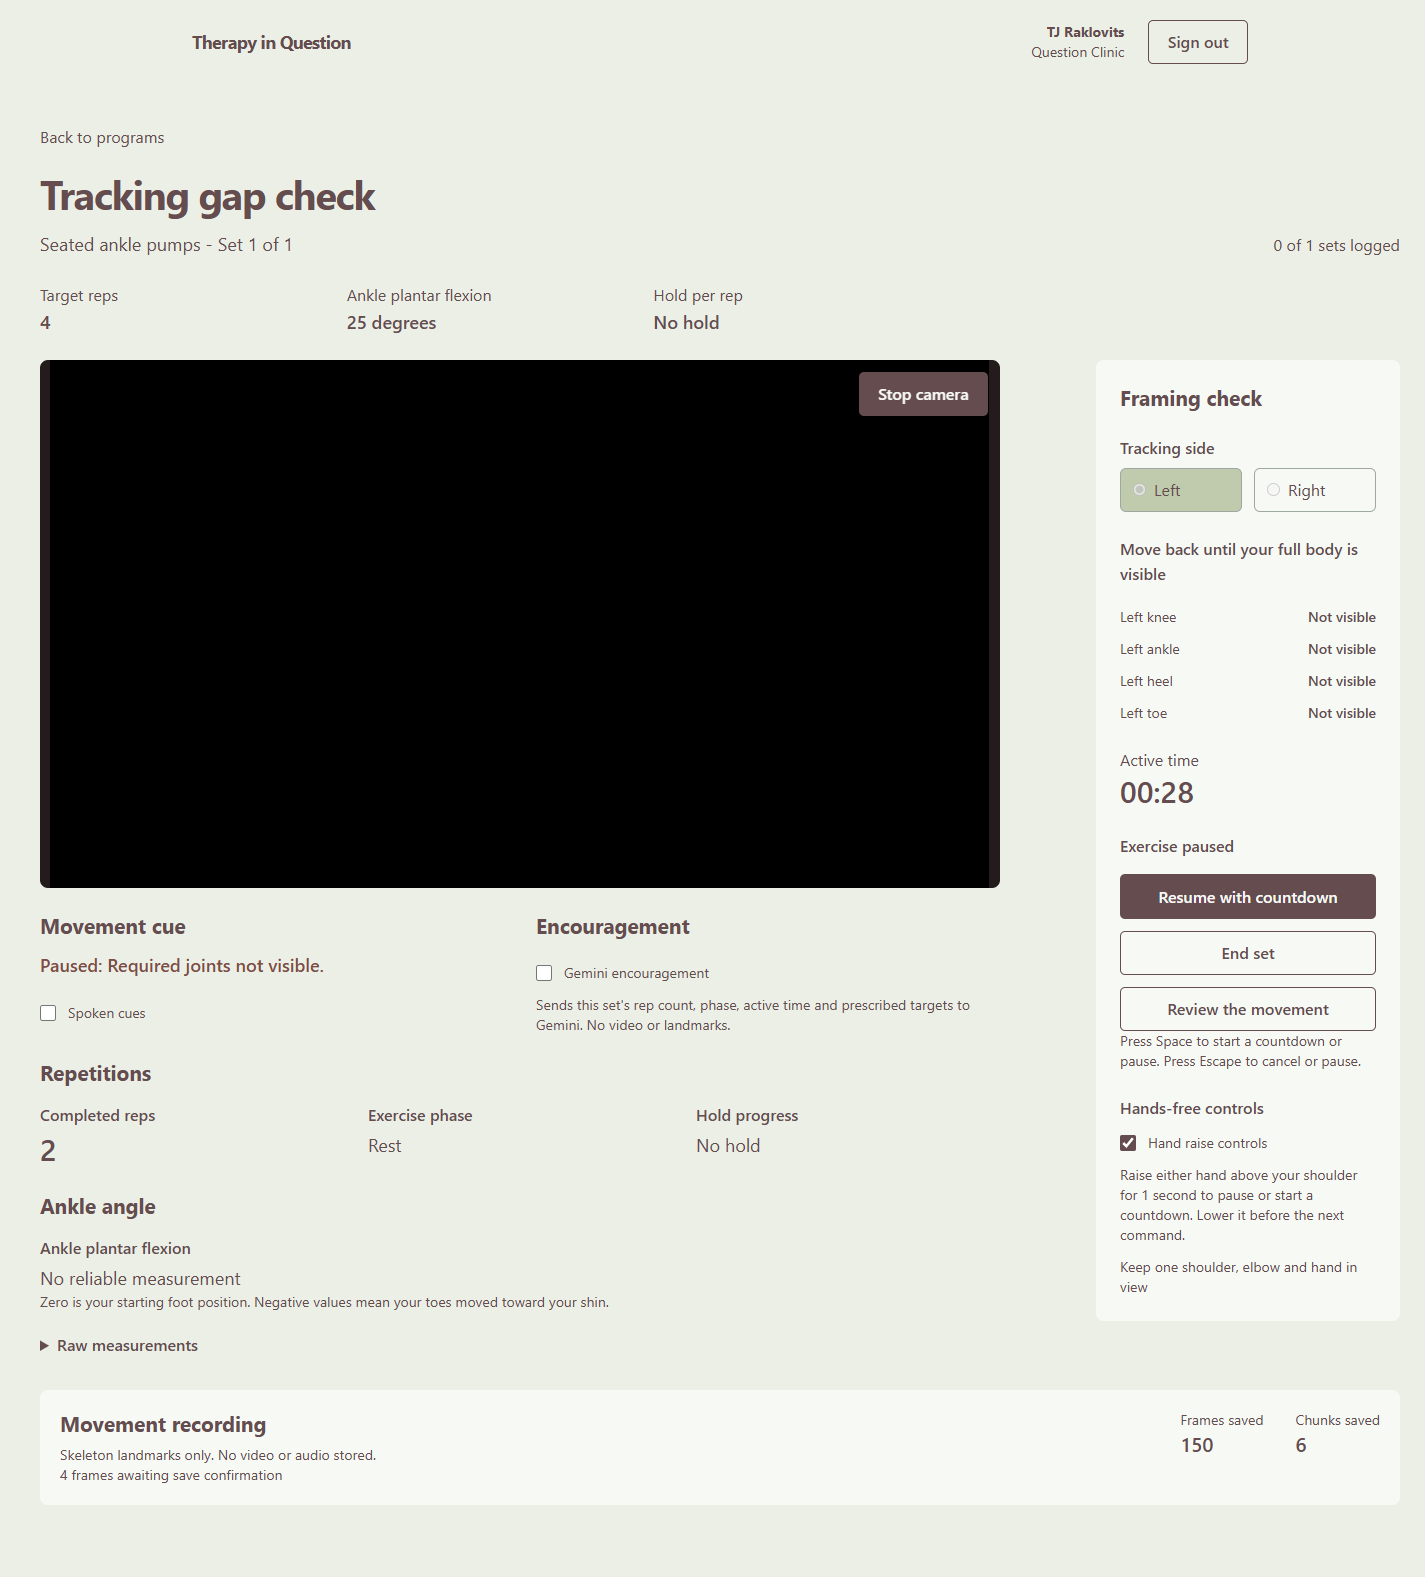 Therapy in Question
TJ Raklovits
Question Clinic
Sign out
Back to programs
Tracking gap check
Seated ankle pumps - Set 1 of 1
0 of 1 sets logged
Target reps
4
Ankle plantar flexion
25 degrees
Hold per rep
No hold
Stop camera
Framing check
Tracking side
Left
Right
Move back until your full body is
visible
Left knee
Not visible
Left ankle
Not visible
Left heel
Not visible
Left toe
Not visible
Active time
00:28
Exercise paused
Resume with countdown
End set
Review the movement
Press Space to start a countdown or
pause. Press Escape to cancel or pause.
Hands-free controls
Hand raise controls
Raise either hand above your shoulder
for 1 second to pause or start a
countdown. Lower it before the next
command.
Keep one shoulder, elbow and hand in
view
Movement cue
Paused: Required joints not visible.
Spoken cues
Encouragement
Gemini encouragement
Sends this set's rep count, phase, active time and prescribed targets to
Gemini. No video or landmarks.
Repetitions
Completed reps
2
Exercise phase
Rest
Hold progress
No hold
Ankle angle
Ankle plantar flexion
No reliable measurement
Zero is your starting foot position. Negative values mean your toes moved toward your shin.
Raw measurements
Movement recording
Skeleton landmarks only. No video or audio stored.
4 frames awaiting save confirmation
Frames saved
150
Chunks saved
6